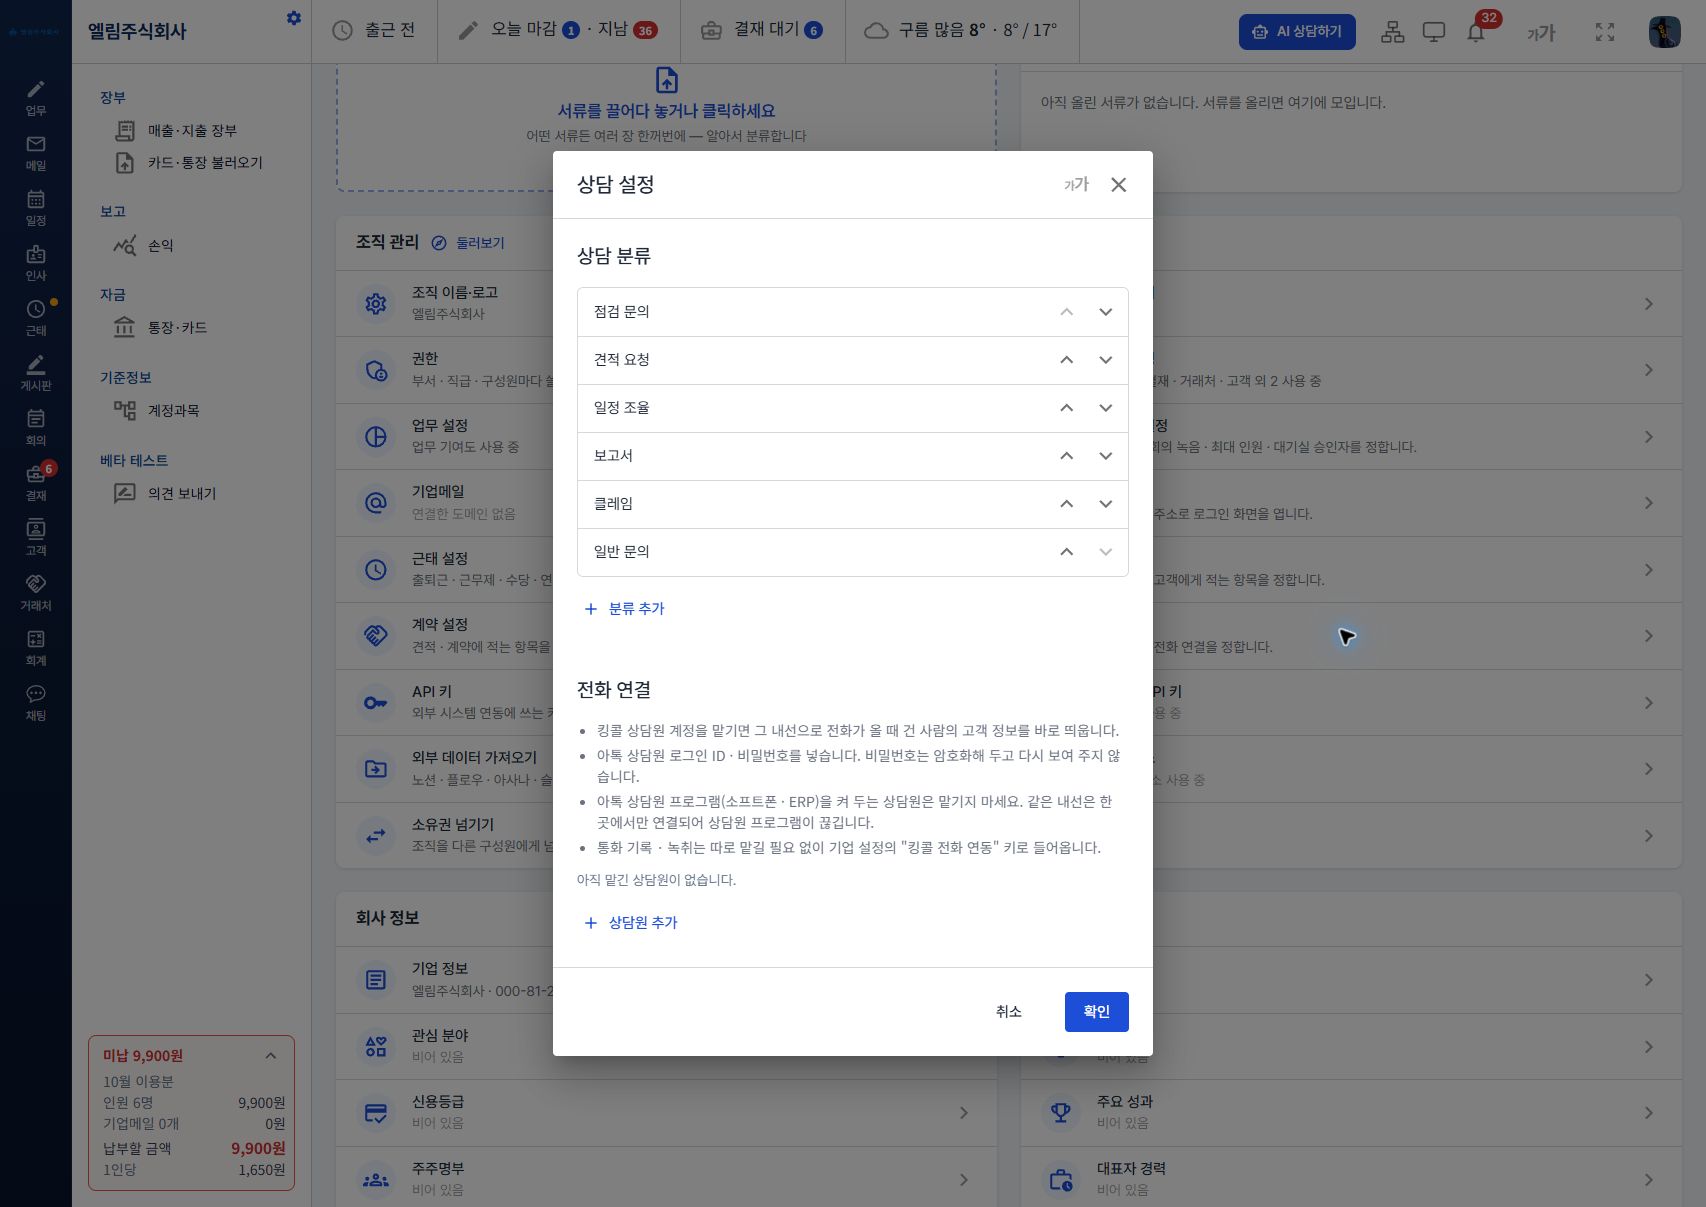 엘림주식회사
출근 전
오늘 마감 1 · 지남 36
결재 대기 6
구름 많음 8° · 8° / 17°
AI 상담하기
32
가가
업무
메일
일정
인사
근태
게시판
회의
결재
6
고객
거래처
회계
채팅
장부
매출·지출 장부
카드·통장 불러오기
보고
손익
자금
통장·카드
기준정보
계정과목
베타 테스트
의견 보내기
미납 9,900원
10월 이용분
인원 6명 9,900원
기업메일 0개 0원
납부할 금액 9,900원
1인당 1,650원
서류를 끌어다 놓거나 클릭하세요
어떤 서류든 여러 장 한꺼번에 — 알아서 분류합니다
아직 올린 서류가 없습니다. 서류를 올리면 여기에 모입니다.
조직 관리 둘러보기
조직 이름·로고
엘림주식회사
권한
부서 · 직급 · 구성원마다
업무 설정
업무 기여도 사용 중
기업메일
연결한 도메인 없음
근태 설정
출퇴근 · 근무제 · 수당 · 연
계약 설정
견적 · 계약에 적는 항목을
API 키
외부 시스템 연동에 쓰는
외부 데이터 가져오기
노션 · 플로우 · 아사나 · 슬
소유권 넘기기
조직을 다른 구성원에게 넘
결재 · 거래처 · 고객 외 2 사용 중
회의 녹음 · 최대 인원 · 대기실 승인자를 정합니다.
주소로 로그인 화면을 엽니다.
고객에게 적는 항목을 정합니다.
전화 연결을 정합니다.
PI 키
용 중
소 사용 중
회사 정보
기업 정보
엘림주식회사 · 000-81-2
관심 분야
비어 있음
비어 있음
신용등급
비어 있음
주요 성과
비어 있음
주주명부
비어 있음
대표자 경력
비어 있음
상담 설정
가가
상담 분류
점검 문의
견적 요청
일정 조율
보고서
클레임
일반 문의
분류 추가
전화 연결
• 킹콜 상담원 계정을 맡기면 그 내선으로 전화가 올 때 건 사람의 고객 정보를 바로 띄웁니다.
• 아톡 상담원 로그인 ID · 비밀번호를 넣습니다. 비밀번호는 암호화해 두고 다시 보여 주지 않
습니다.
• 아톡 상담원 프로그램(소프트폰 · ERP)을 켜 두는 상담원은 맡기지 마세요. 같은 내선은 한
곳에서만 연결되어 상담원 프로그램이 끊깁니다.
• 통화 기록 · 녹취는 따로 맡길 필요 없이 기업 설정의 "킹콜 전화 연동" 키로 들어옵니다.
아직 맡긴 상담원이 없습니다.
상담원 추가
취소
확인